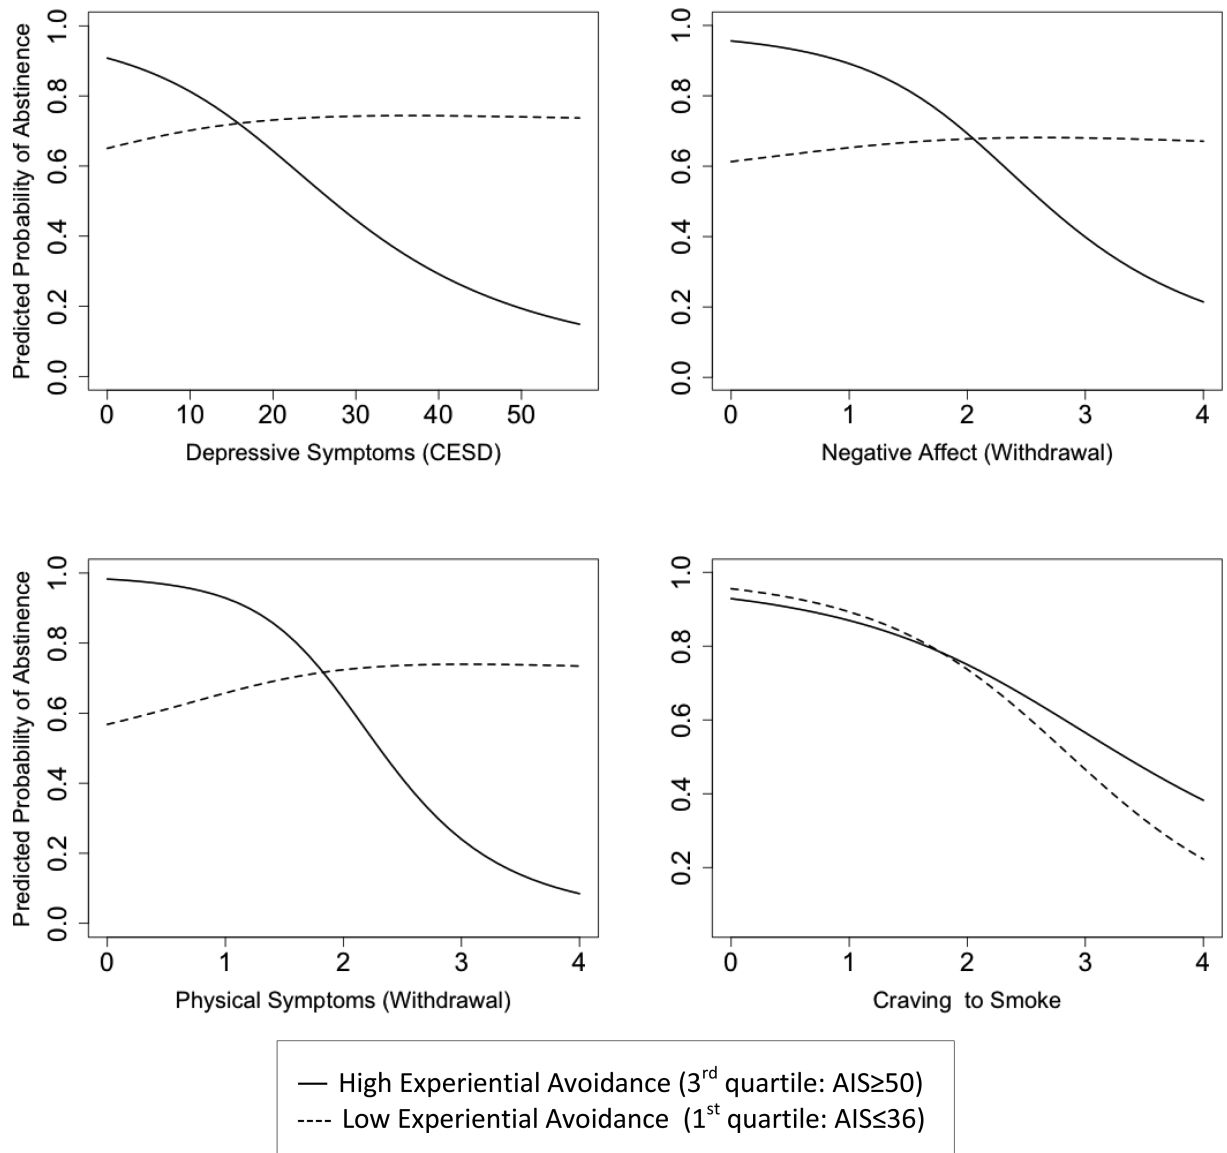 Predicted Probability of Abstinence
1.0
0.8
0.6
0.4
0.2
0.0
0 10 20 30 40 50
Depressive Symptoms (CESD)
1.0
0.8
0.6
0.4
0.2
0.0
0 1 2 3 4
Negative Affect (Withdrawal)
Predicted Probability of Abstinence
1.0
0.8
0.6
0.4
0.2
0.0
0 1 2 3 4
Physical Symptoms (Withdrawal)
1.0
0.8
0.6
0.4
0.2
0 1 2 3 4
Craving to Smoke
High Experiential Avoidance (3rd quartile: AIS≥50)
Low Experiential Avoidance (1st quartile: AIS≤36)